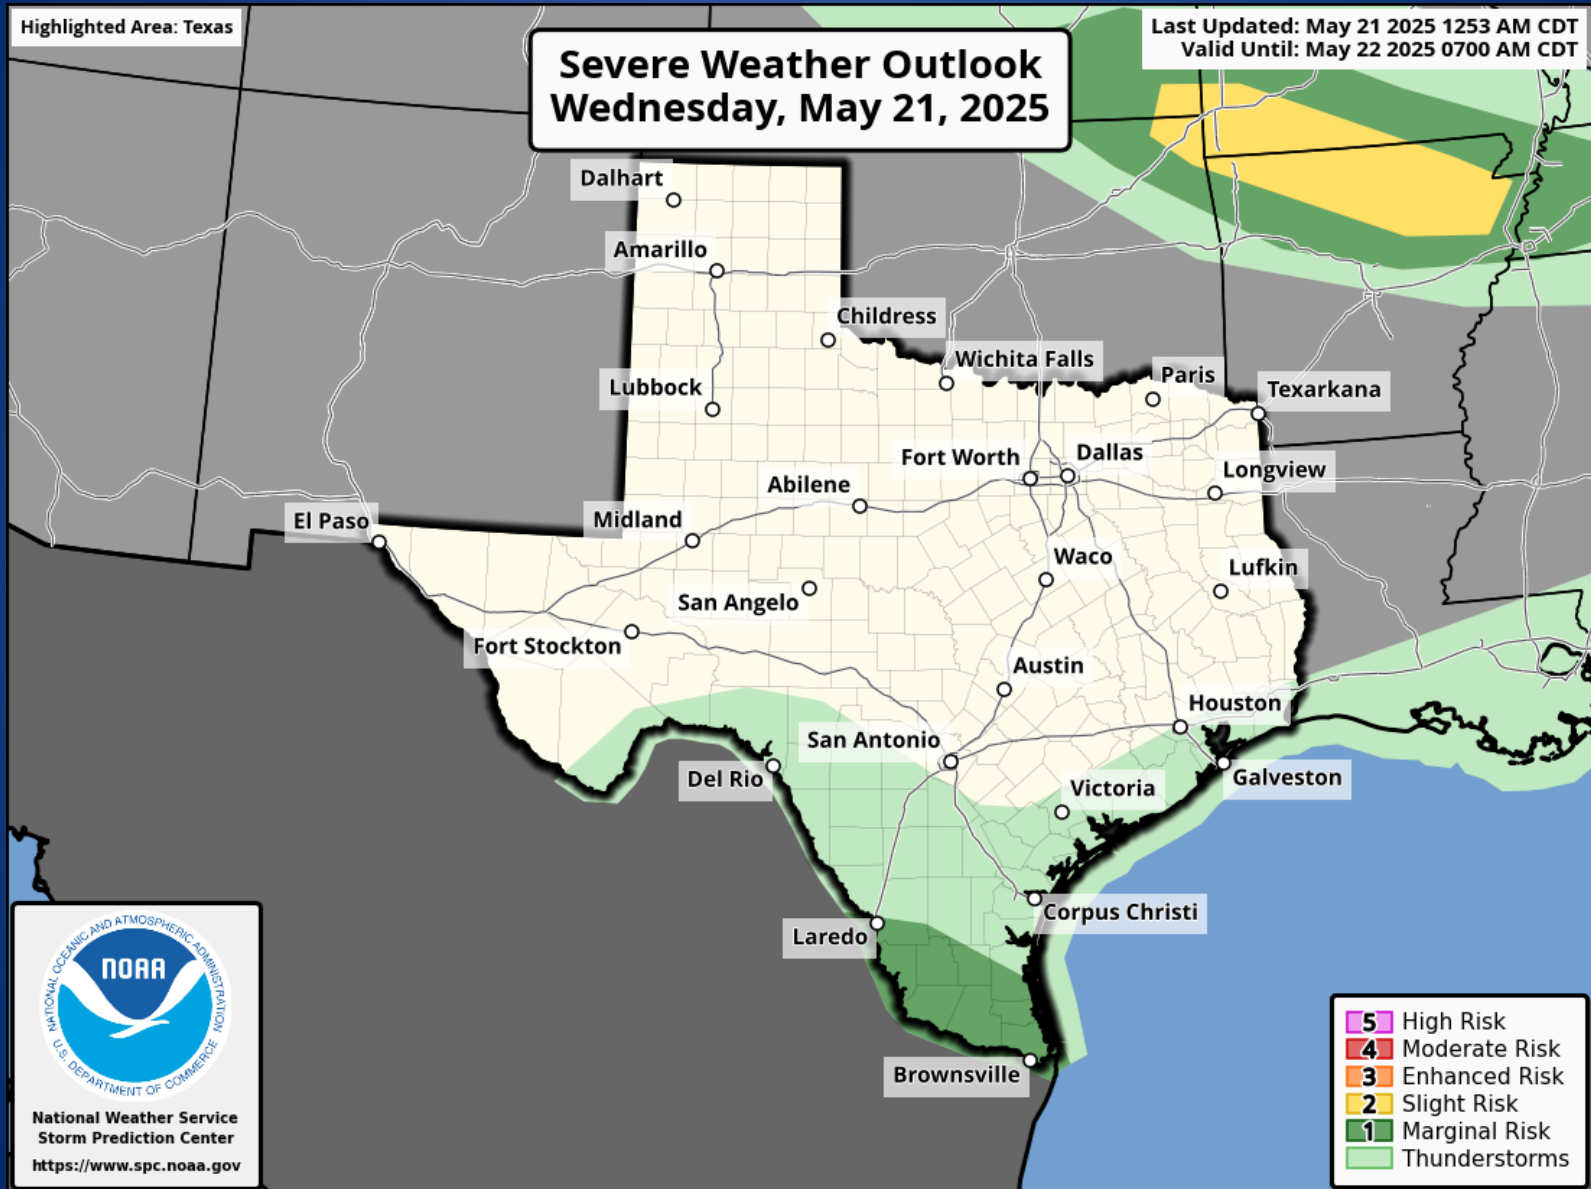 Highlighted Area: Texas
Last Updated: May 21 2025 1253 AM CDT
Valid Until: May 22 2025 0700 AM CDT
Severe Weather Outlook
Wednesday, May 21, 2025
Dalhart
Amarillo
Childress
Wichita Falls
Paris
Texarkana
Lubbock
Fort Worth
Dallas
Longview
Abilene
El Paso
Midland
Waco
Lufkin
San Angelo
Fort Stockton
Austin
Houston
San Antonio
Del Rio
Galveston
Victoria
Corpus Christi
Laredo
Brownsville
NATIONAL OCEANIC AND ATMOSPHERIC ADMINISTRATION
NOAA
U.S. DEPARTMENT OF COMMERCE
National Weather Service
Storm Prediction Center
https://www.spc.noaa.gov
5 High Risk
4 Moderate Risk
3 Enhanced Risk
2 Slight Risk
1 Marginal Risk
Thunderstorms